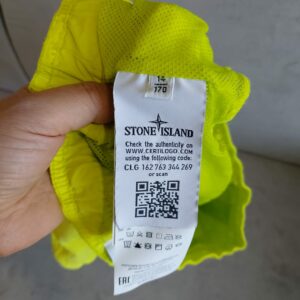 14
170
STONE ISLAND
Check the authenticity on
WWW.CERTILOGO.COM
using the following code.
CLG 162 763 344 269
or scan
EAC